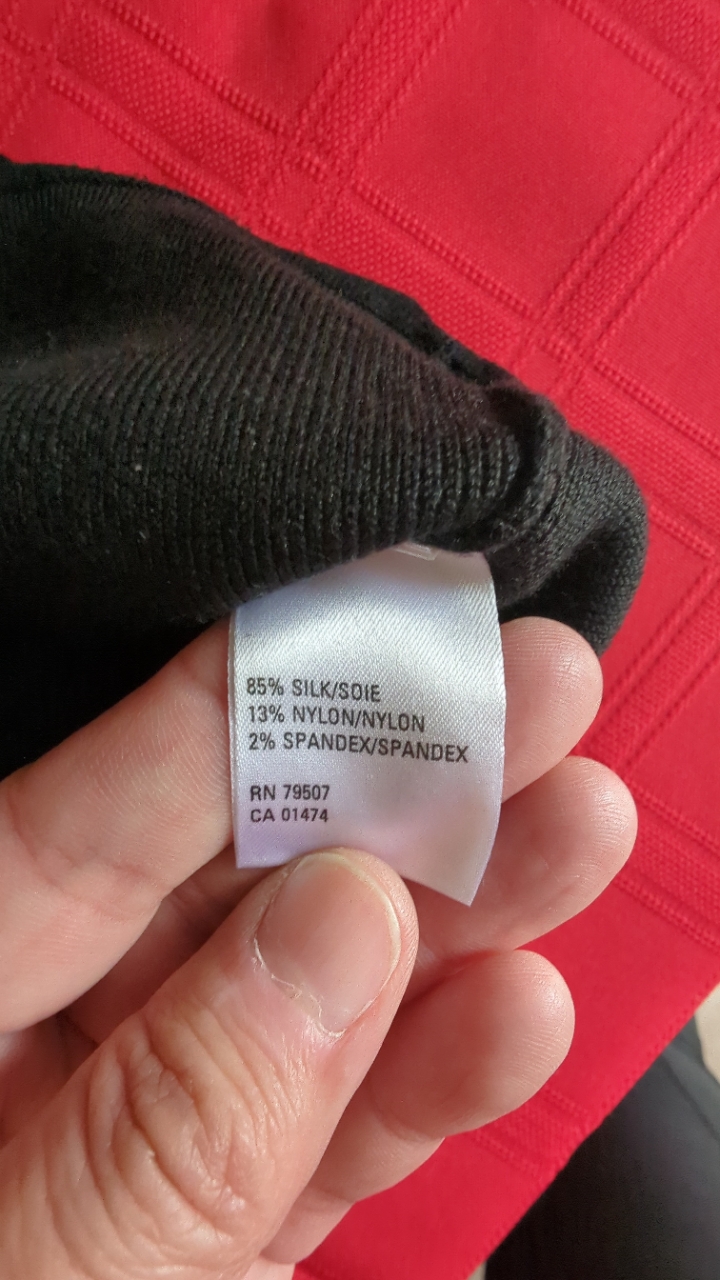 85% SILK/SOIE
13% NYLON/NYLON
2% SPANDEX/SPANDEX
RN 79507
CA 01474